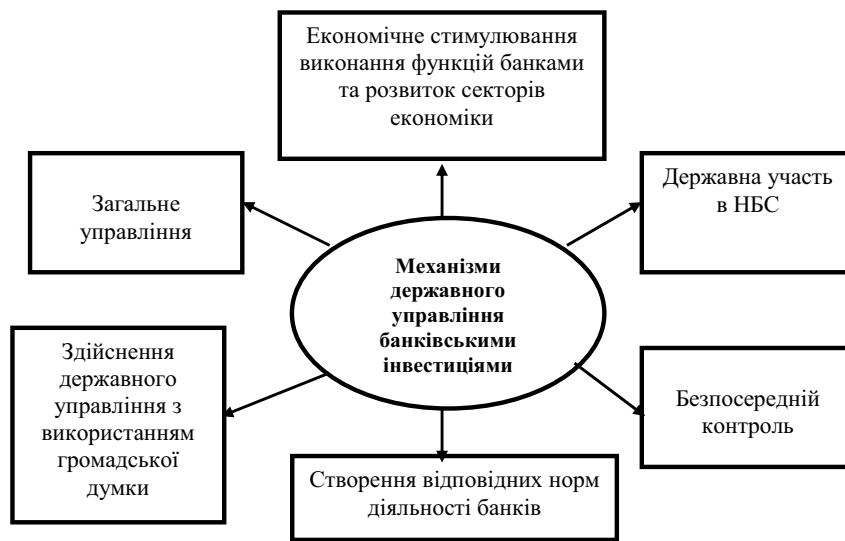 Економічне стимулювання
виконання функцій банками
та розвиток секторів
економіки
Загальне
управління
Державна участь
в НБС
Механізми
державного
управління
банківськими
інвестиціями
Здійснення
державного
управління з
використанням
громадської
думки
Безпосередній
контроль
Створення відповідних норм
діяльності банків